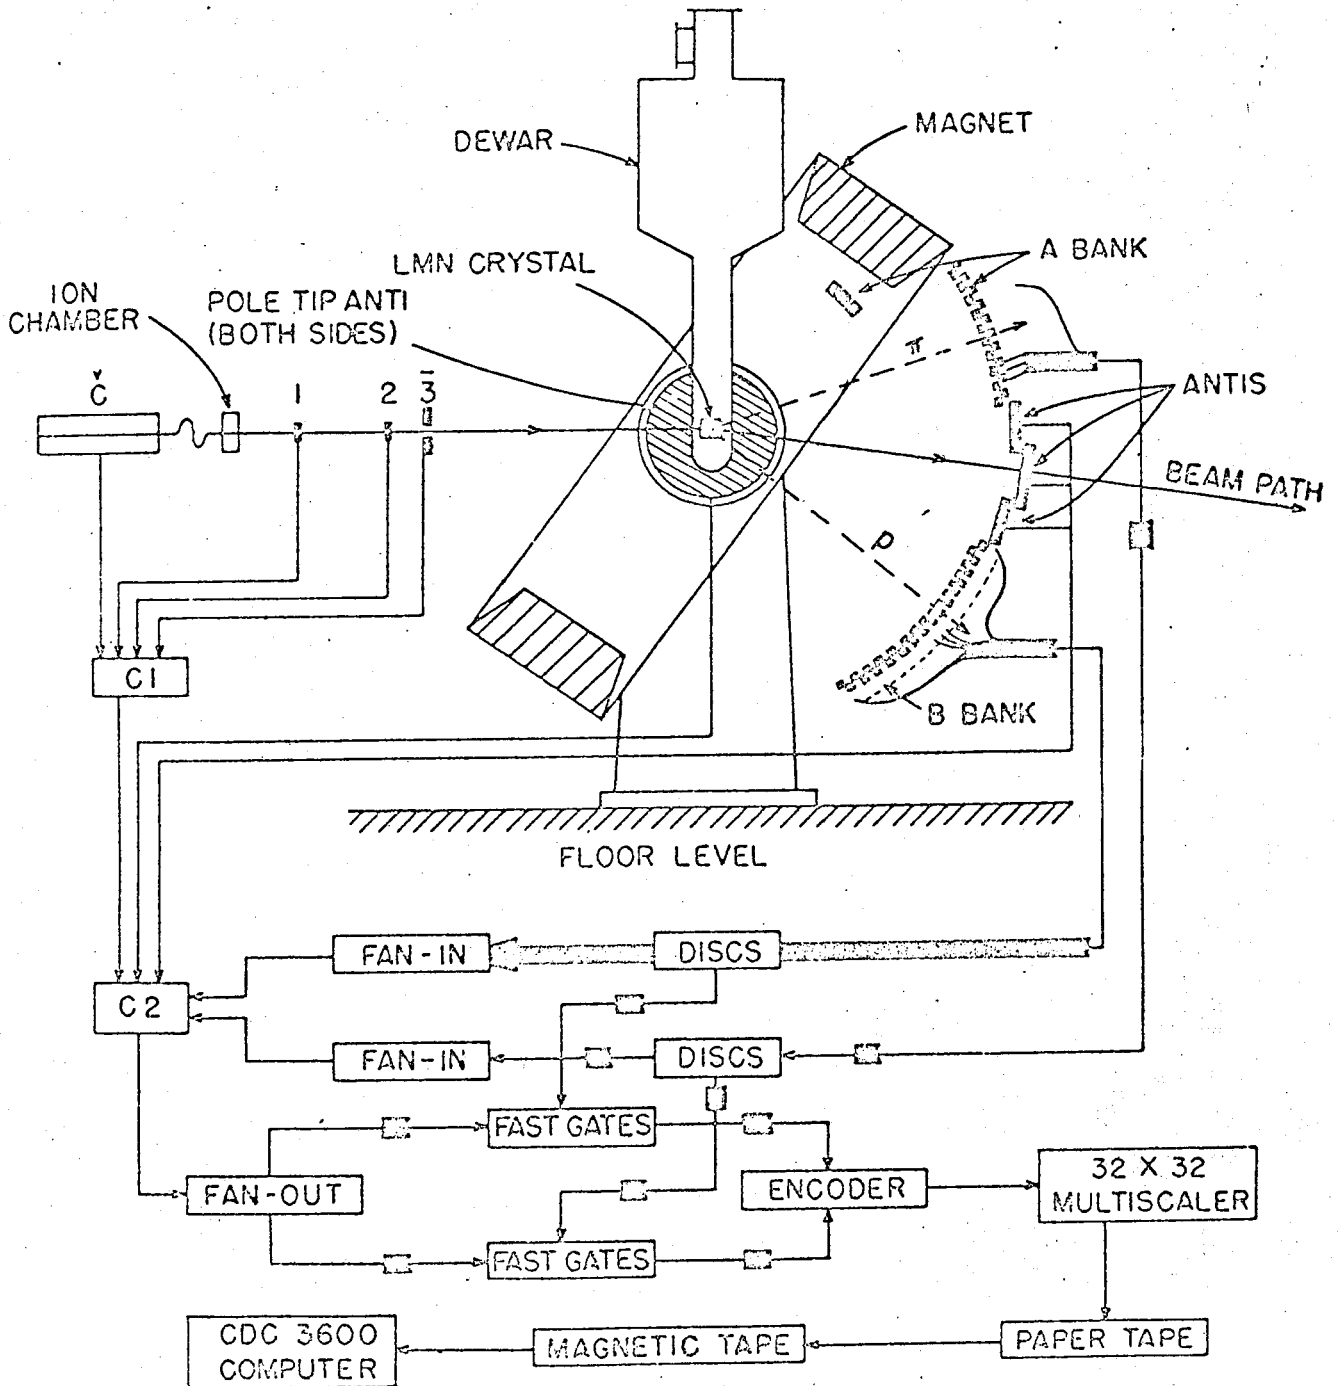 DEWAR
MAGNET
LMN CRYSTAL
A BANK
ION
CHAMBER
POLE TIP ANTI
(BOTH SIDES)
π
Č
1
2
3̄
ANTIS
BEAM PATH
p
C1
B BANK
FLOOR LEVEL
FAN-IN
DISCS
C2
FAN-IN
DISCS
FAST GATES
FAN-OUT
ENCODER
32 X 32
MULTISCALER
FAST GATES
CDC 3600
COMPUTER
MAGNETIC TAPE
PAPER TAPE